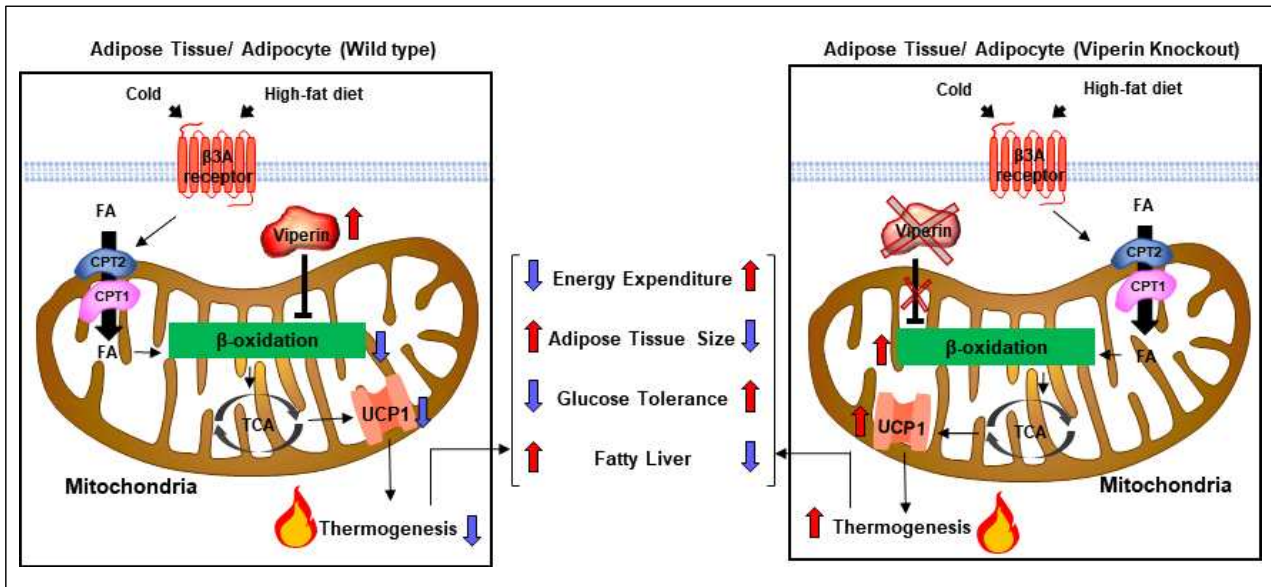 Adipose Tissue/ Adipocyte (Wild type)
Cold
High-fat diet
β3A
receptor
FA
CPT2
CPT1
FA
Viperin
β-oxidation
TCA
UCP1
Mitochondria
Thermogenesis
Energy Expenditure
Adipose Tissue Size
Glucose Tolerance
Fatty Liver
Adipose Tissue/ Adipocyte (Viperin Knockout)
Cold
High-fat diet
β3A
receptor
Viperin
FA
CPT2
CPT1
FA
β-oxidation
UCP1
TCA
Mitochondria
Thermogenesis